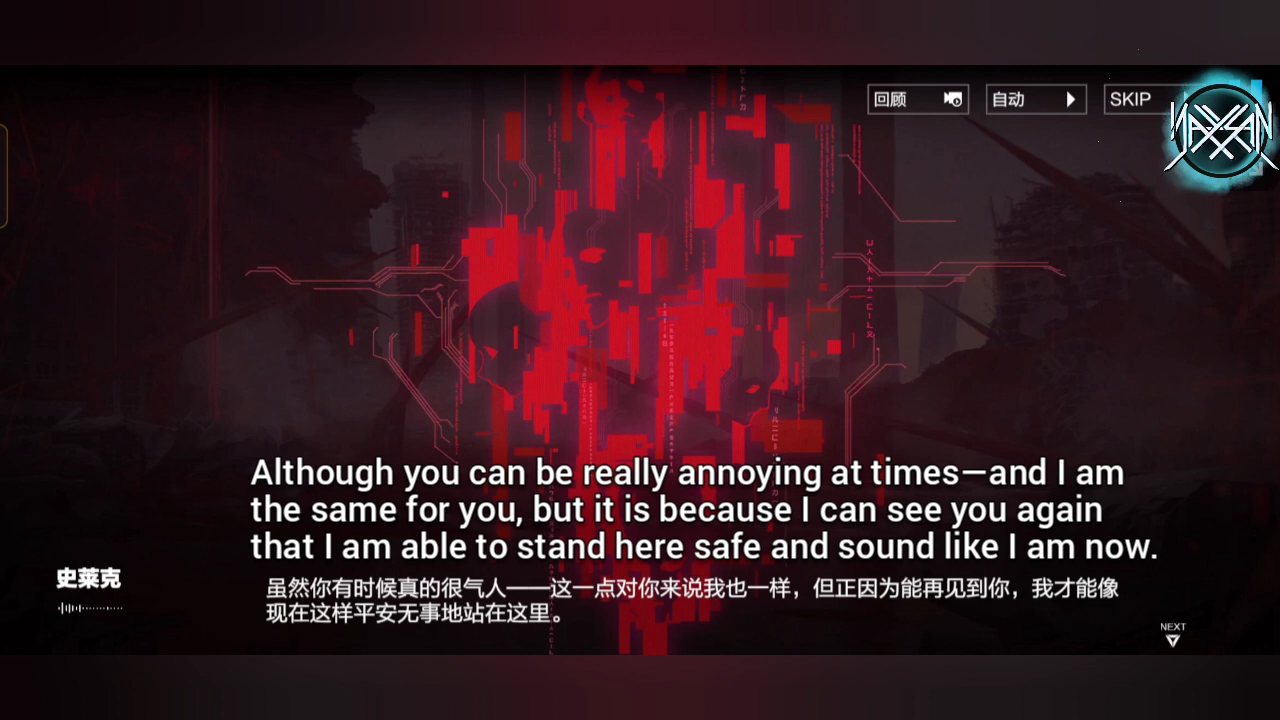 回顾
自动
SKIP
NAXXSAN
Although you can be really annoying at times—and I am
the same for you, but it is because I can see you again
that I am able to stand here safe and sound like I am now.
史莱克
虽然你有时候真的很气人——这一点对你来说我也一样，但正因为能再见到你，我才能像
现在这样平安无事地站在这里。
NEXT